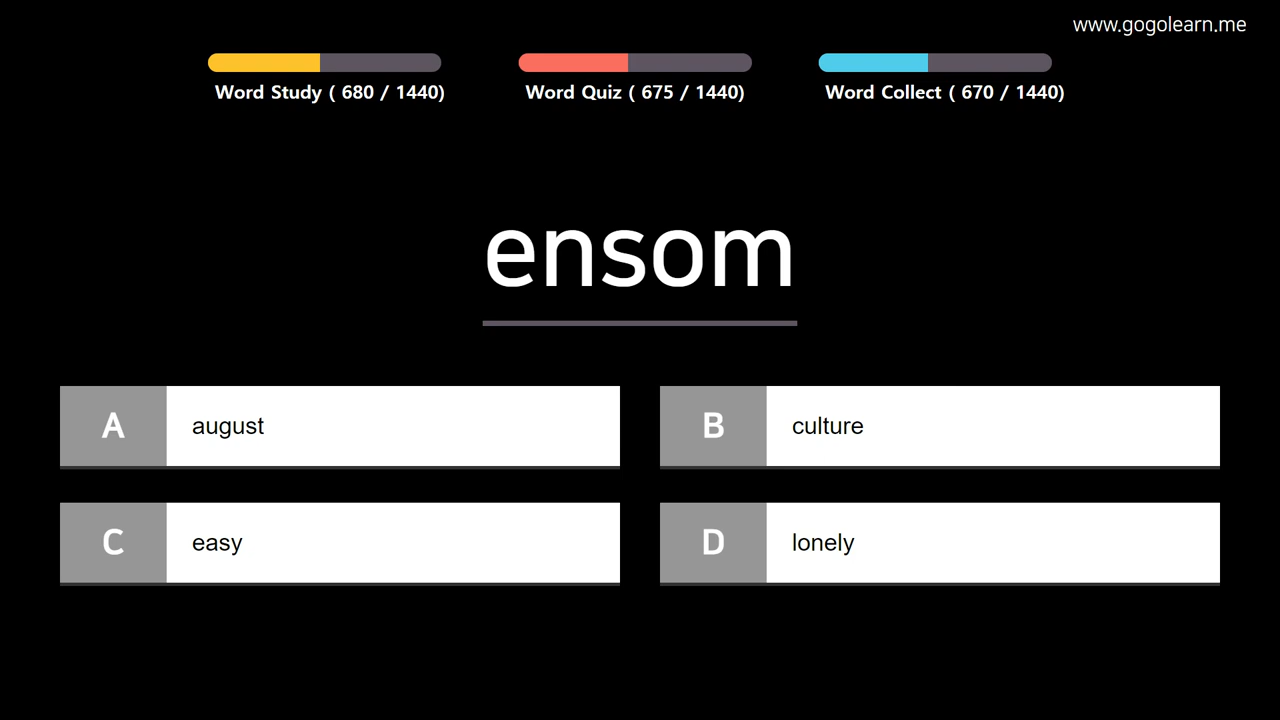 www.gogolearn.me
Word Study ( 680 / 1440)
Word Quiz ( 675 / 1440)
Word Collect ( 670 / 1440)
ensom
A august
B culture
C easy
D lonely